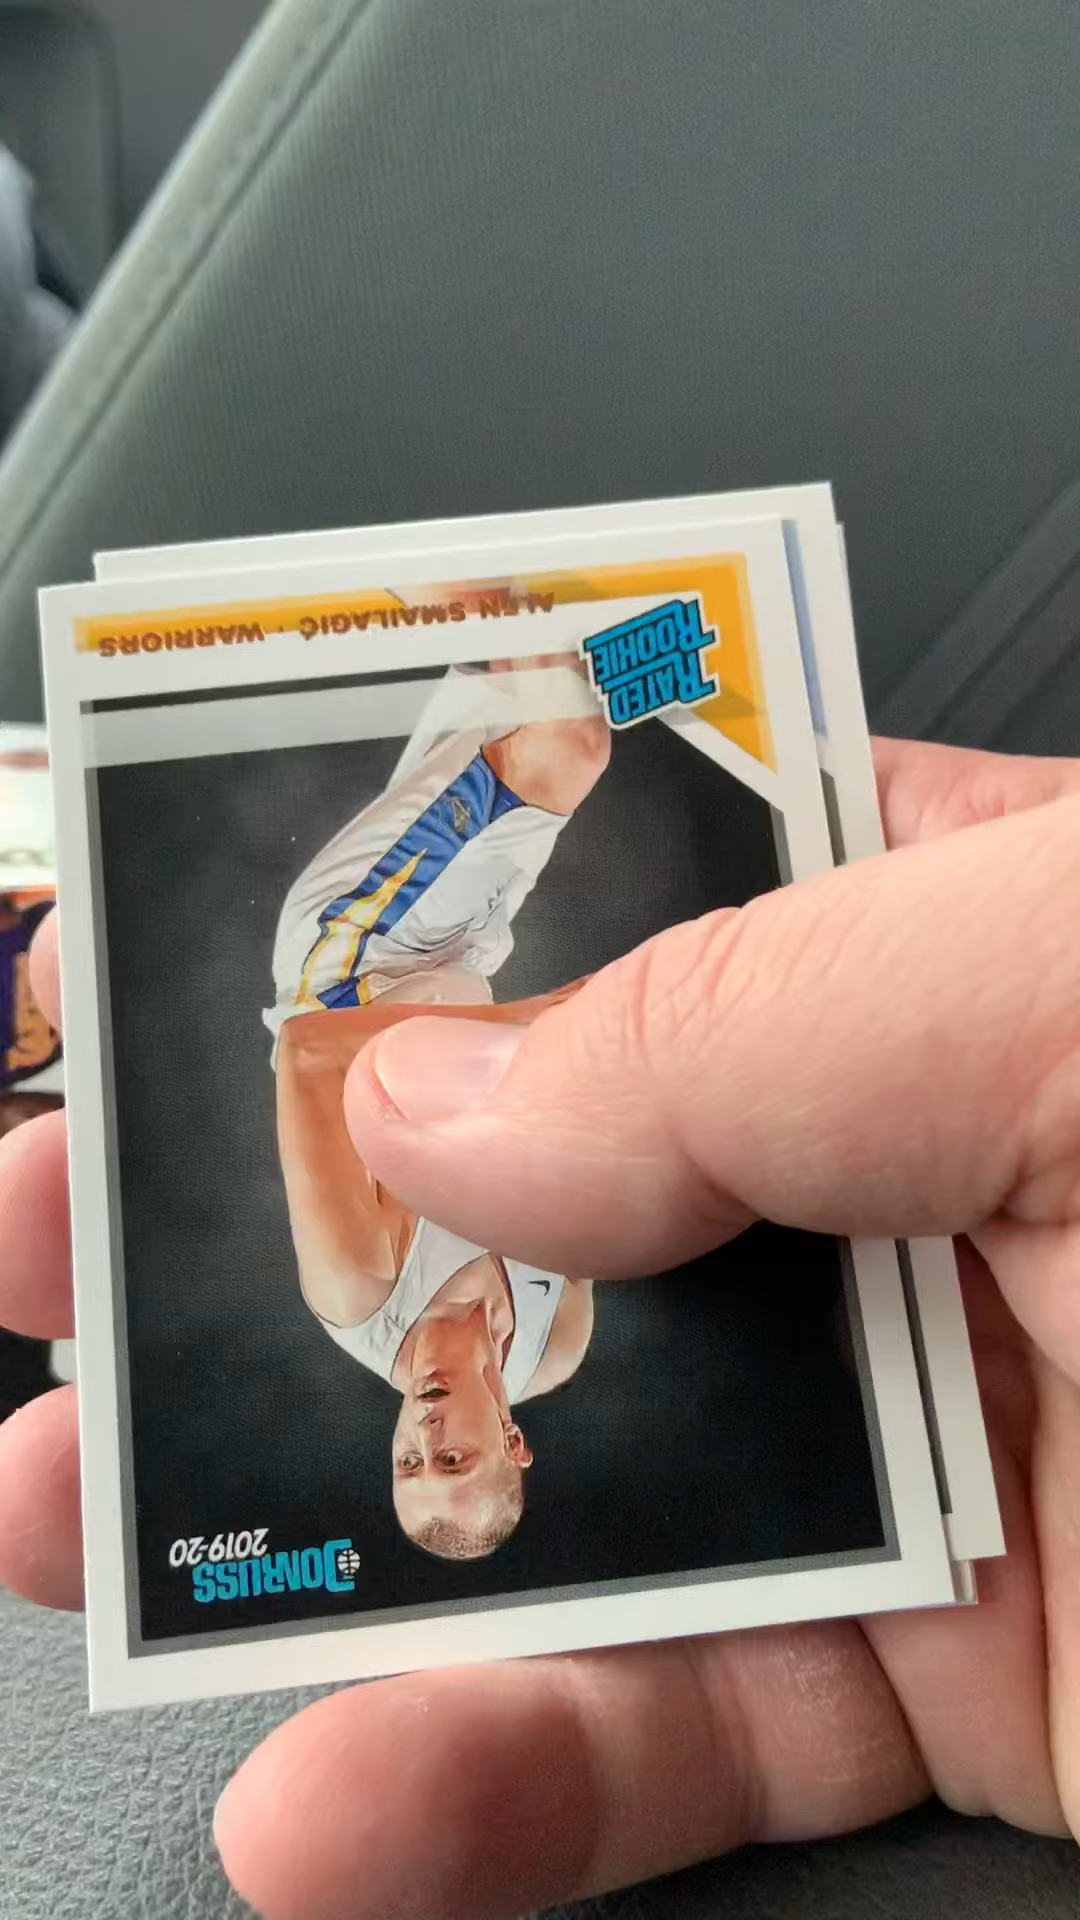 DONRUSS
2019-20
RATED
ROOKIE
ALEN SMAILAGIĆ · WARRIORS